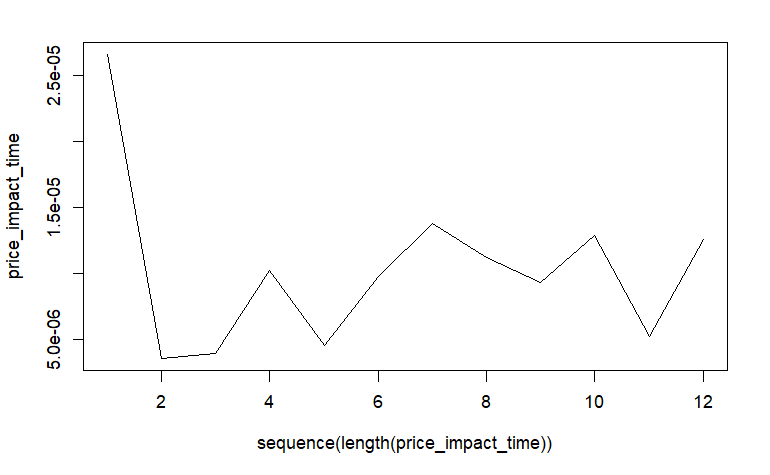 price_impact_time
2.5e-05
1.5e-05
5.0e-06
2 4 6 8 10 12
sequence(length(price_impact_time))